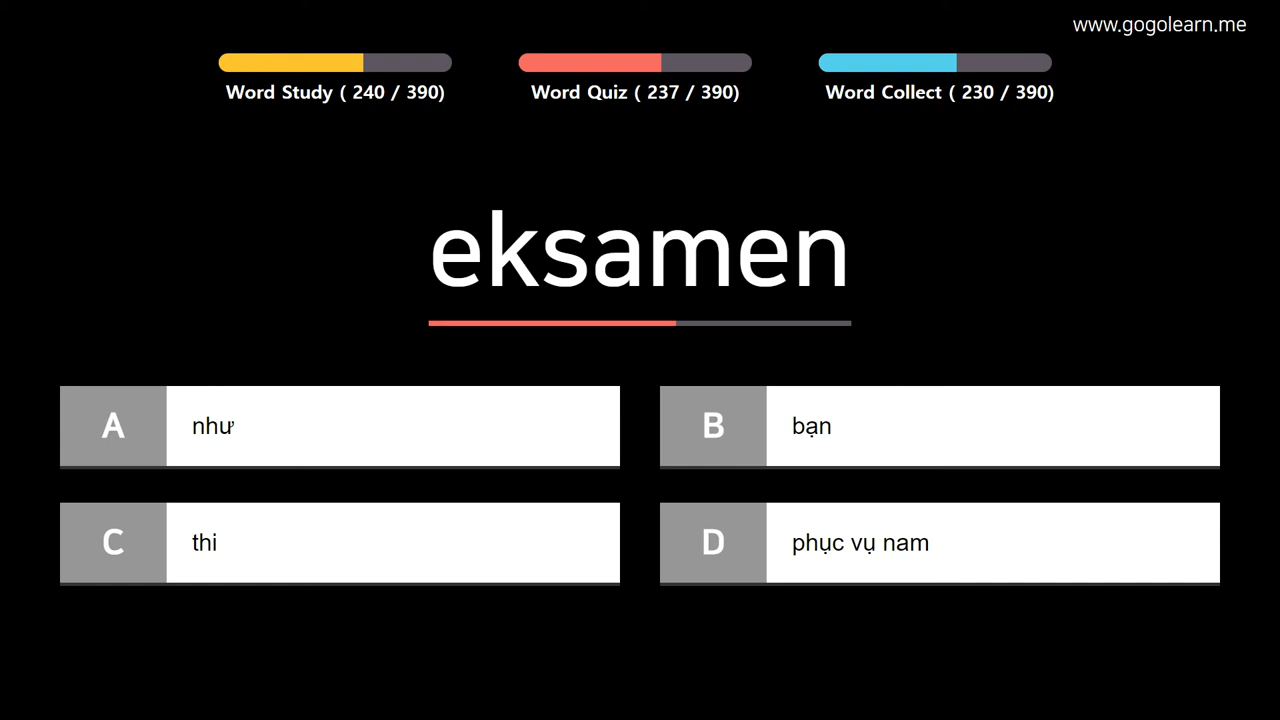 www.gogolearn.me
Word Study ( 240 / 390)
Word Quiz ( 237 / 390)
Word Collect ( 230 / 390)
eksamen
A
như
B
bạn
C
thi
D
phục vụ nam